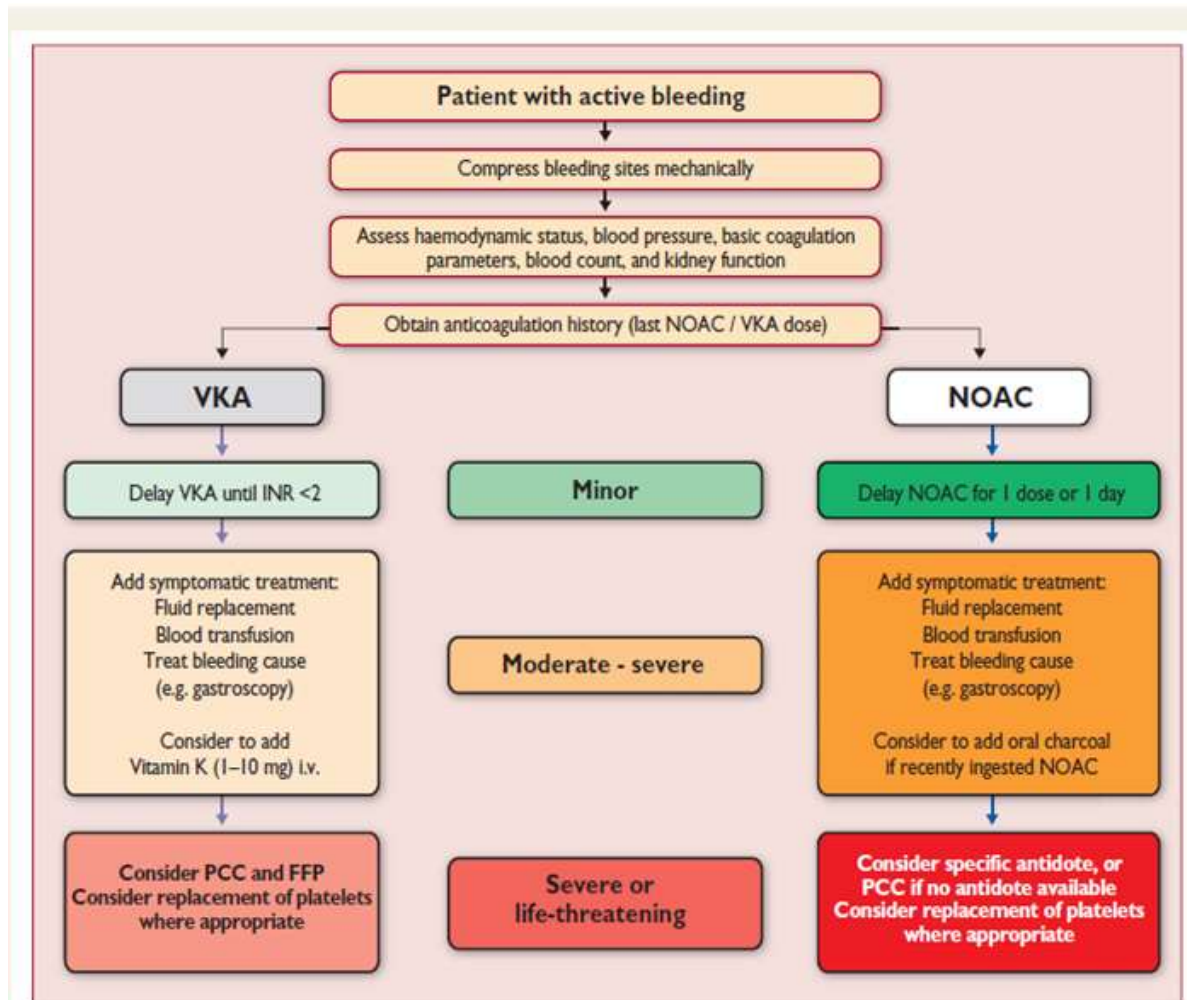 Patient with active bleeding
Compress bleeding sites mechanically
Assess haemodynamic status, blood pressure, basic coagulation
parameters, blood count, and kidney function
Obtain anticoagulation history (last NOAC / VKA dose)
VKA
NOAC
Delay VKA until INR <2
Minor
Delay NOAC for 1 dose or 1 day
Add symptomatic treatment:
Fluid replacement
Blood transfusion
Treat bleeding cause
(e.g. gastroscopy)
Consider to add
Vitamin K (1–10 mg) i.v.
Moderate - severe
Add symptomatic treatment:
Fluid replacement
Blood transfusion
Treat bleeding cause
(e.g. gastroscopy)
Consider to add oral charcoal
if recently ingested NOAC
Consider PCC and FFP
Consider replacement of platelets
where appropriate
Severe or
life-threatening
Consider specific antidote, or
PCC if no antidote available
Consider replacement of platelets
where appropriate